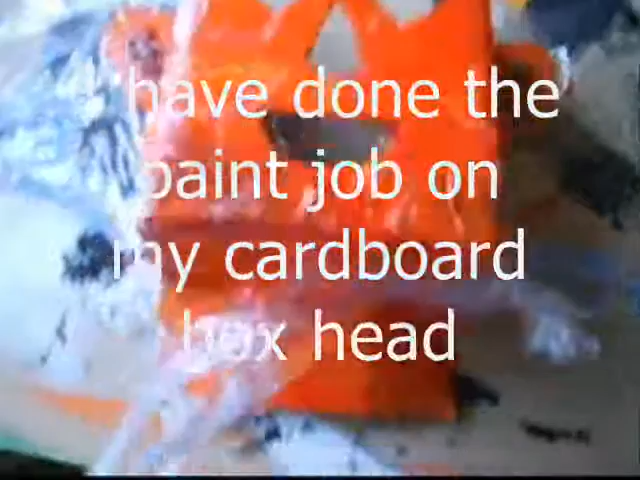 I have done the
paint job on
my cardboard
box head